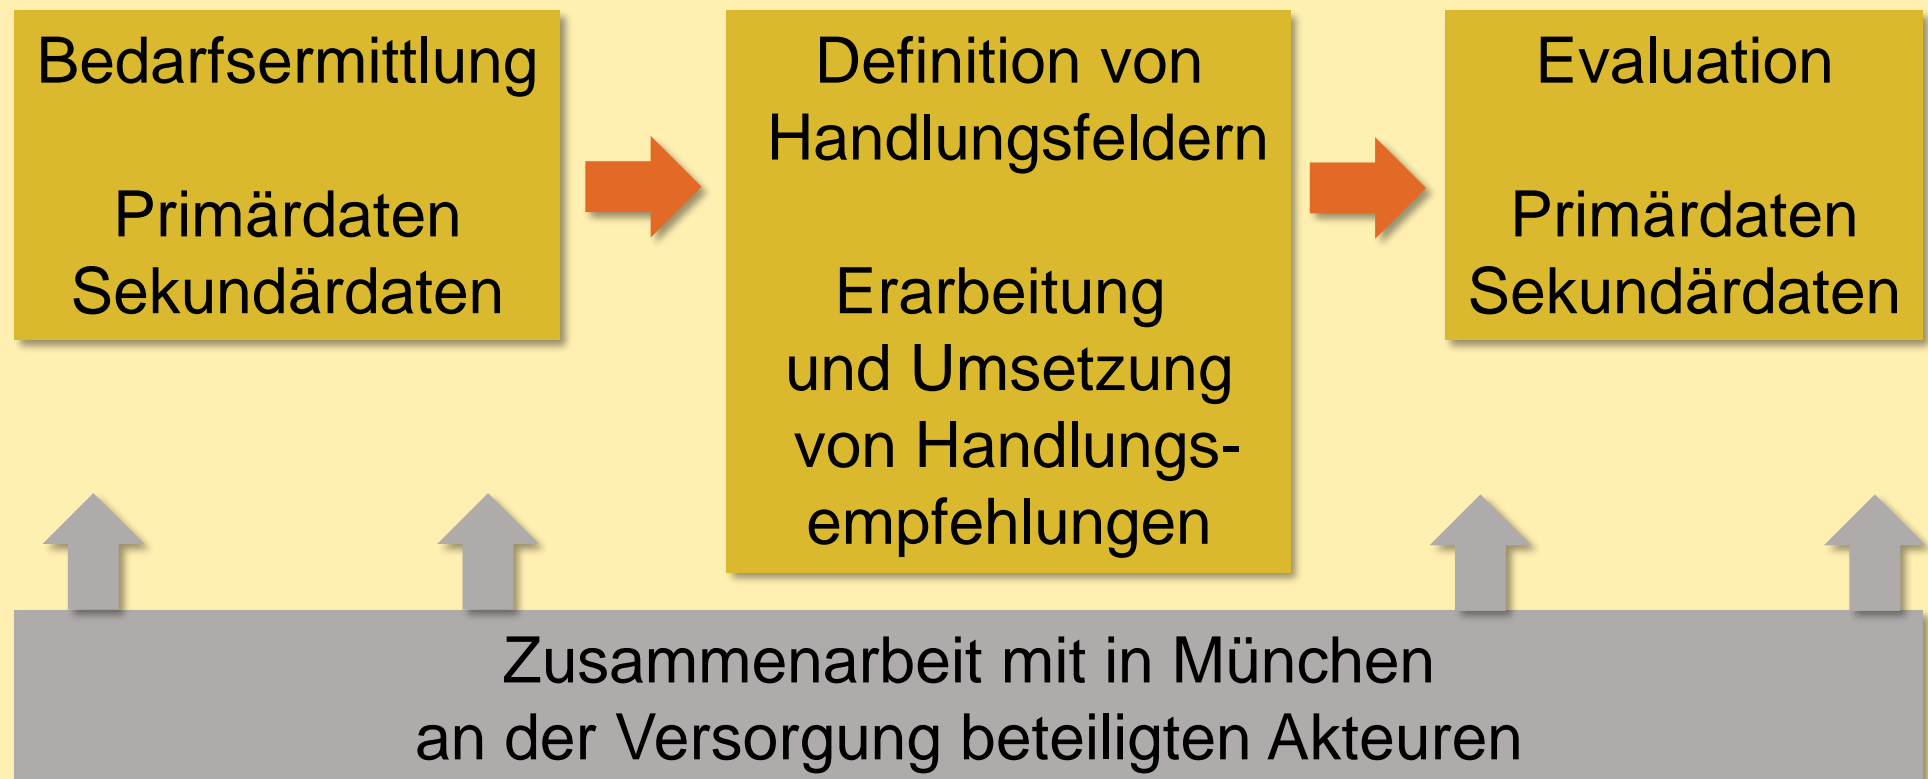 Bedarfsermittlung
Primärdaten
Sekundärdaten
Definition von
Handlungsfeldern
Erarbeitung
und Umsetzung
von Handlungs-
empfehlungen
Evaluation
Primärdaten
Sekundärdaten
Zusammenarbeit mit in München
an der Versorgung beteiligten Akteuren